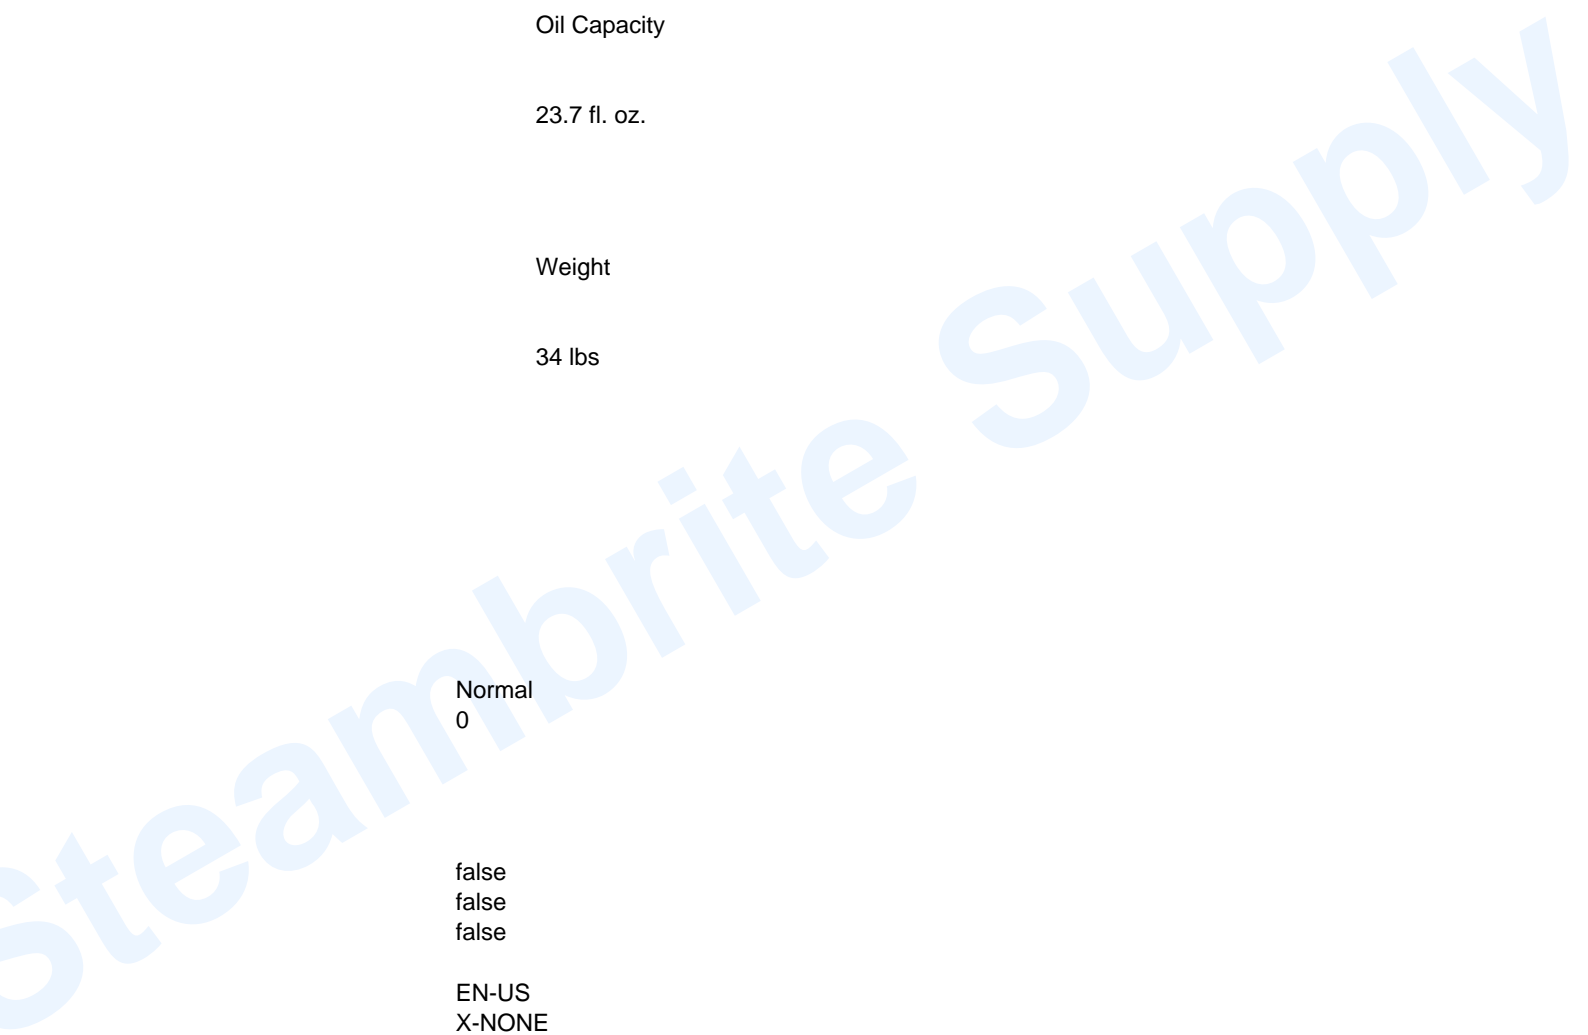 Oil Capacity
23.7 fl. oz.
Weight
34 lbs
Normal
0
false
false
false
EN-US
X-NONE
Steambrite Supply